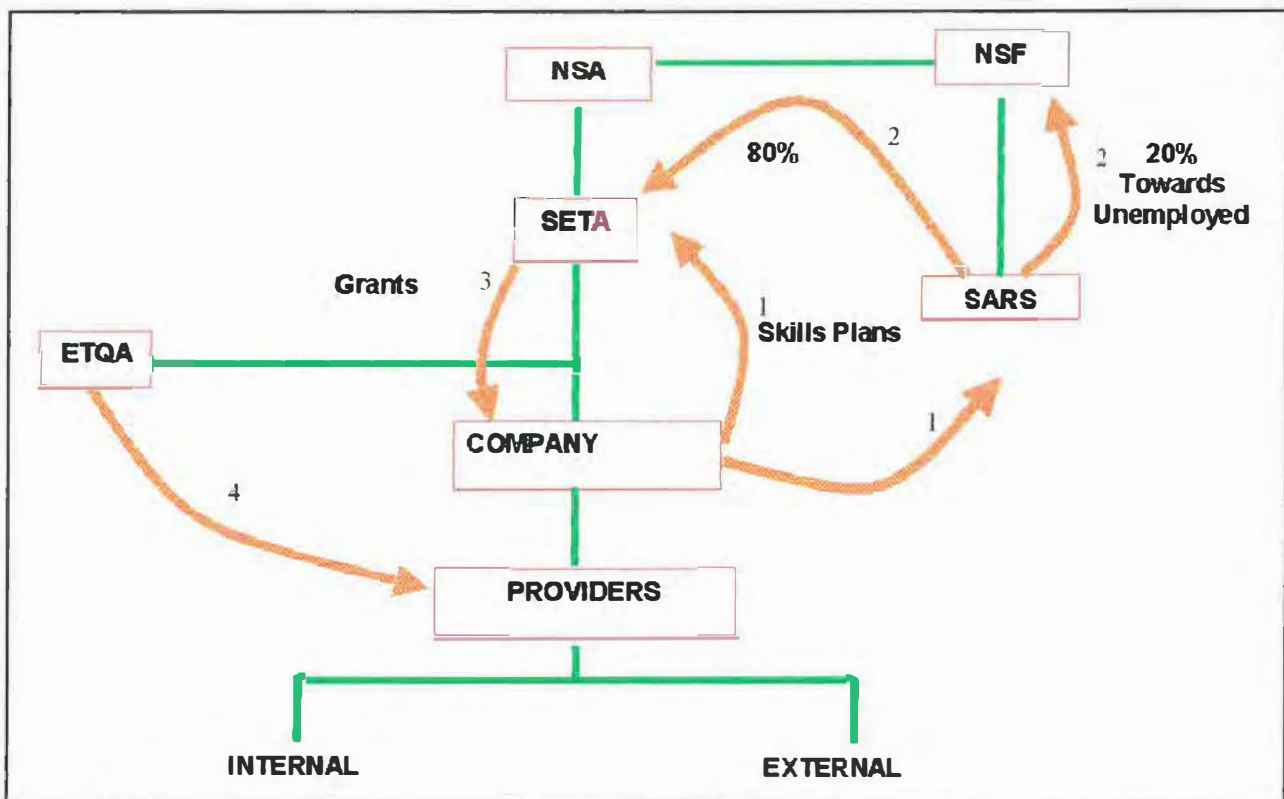 NSA
NSF
80%
2
2
20%
Towards
Unemployed
SETA
Grants
3
SARS
1
Skills Plans
ETQA
COMPANY
1
4
PROVIDERS
INTERNAL
EXTERNAL